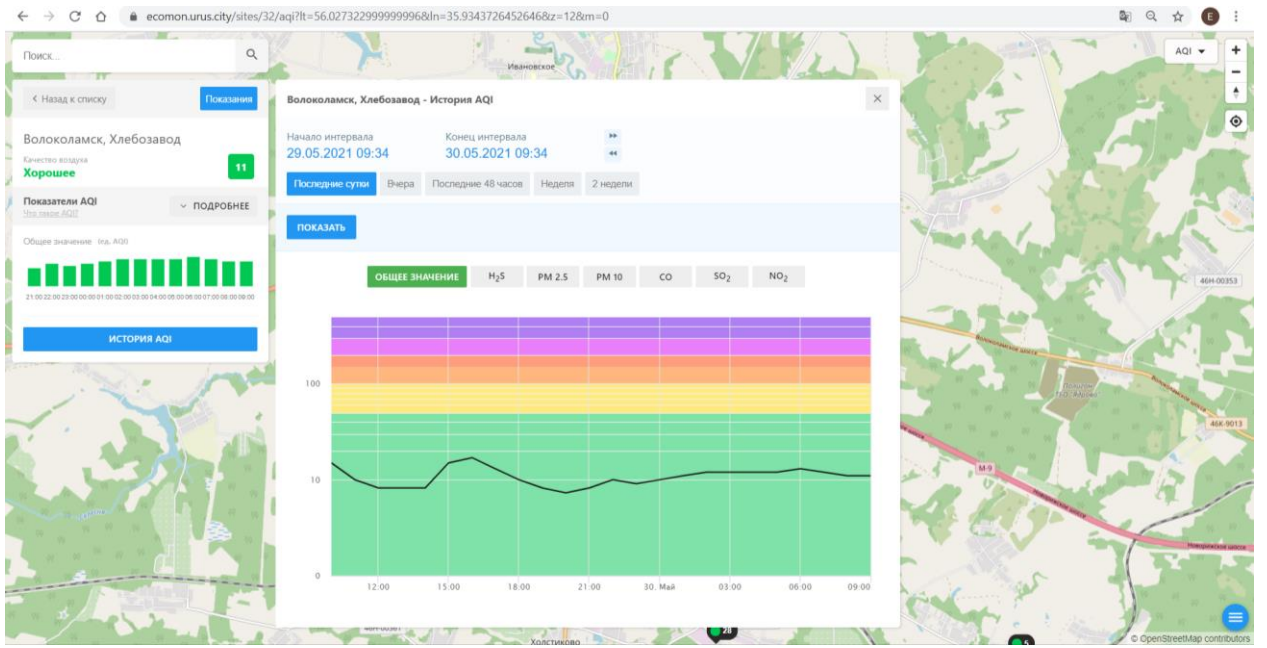 ecomon.urus.city/sites/32/aqi?lt=56.027322999999996&ln=35.9343726452646&z=12&m=0
E
Поиск...
Ивановское
AQI
Назад к списку
Показания
Волоколамск, Хлебозавод
Качество воздуха
Хорошее
11
Показатели AQI
Что такое AQI?
ПОДРОБНЕЕ
Общее значение (ед. AQI)
21:00 22:00 23:00 00:00 01:00 02:00 03:00 04:00 05:00 06:00 07:00 08:00 09:00
ИСТОРИЯ AQI
Волоколамск, Хлебозавод - История AQI
Начало интервала
Конец интервала
29.05.2021 09:34
30.05.2021 09:34
Последние сутки
Вчера
Последние 48 часов
Неделя
2 недели
ПОКАЗАТЬ
ОБЩЕЕ ЗНАЧЕНИЕ
H₂S
PM 2.5
PM 10
CO
SO₂
NO₂
100
10
0
12:00
15:00
18:00
21:00
30. Май
03:00
06:00
09:00
46Н-00353
Волоколамское шоссе
Полигон
46К-9013
М-9
Новорижское шоссе
Новорижское шоссе
Холстиково
20
5
© OpenStreetMap contributors